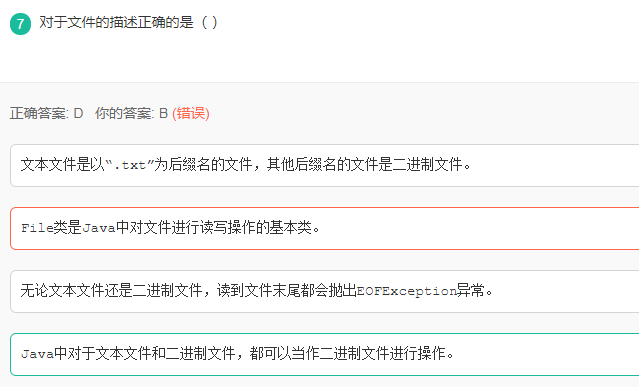 7 对于文件的描述正确的是（ ）
正确答案: D 你的答案: B (错误)
文本文件是以“.txt”为后缀名的文件，其他后缀名的文件是二进制文件。
File类是Java中对文件进行读写操作的基本类。
无论文本文件还是二进制文件，读到文件末尾都会抛出EOFException异常。
Java中对于文本文件和二进制文件，都可以当作二进制文件进行操作。